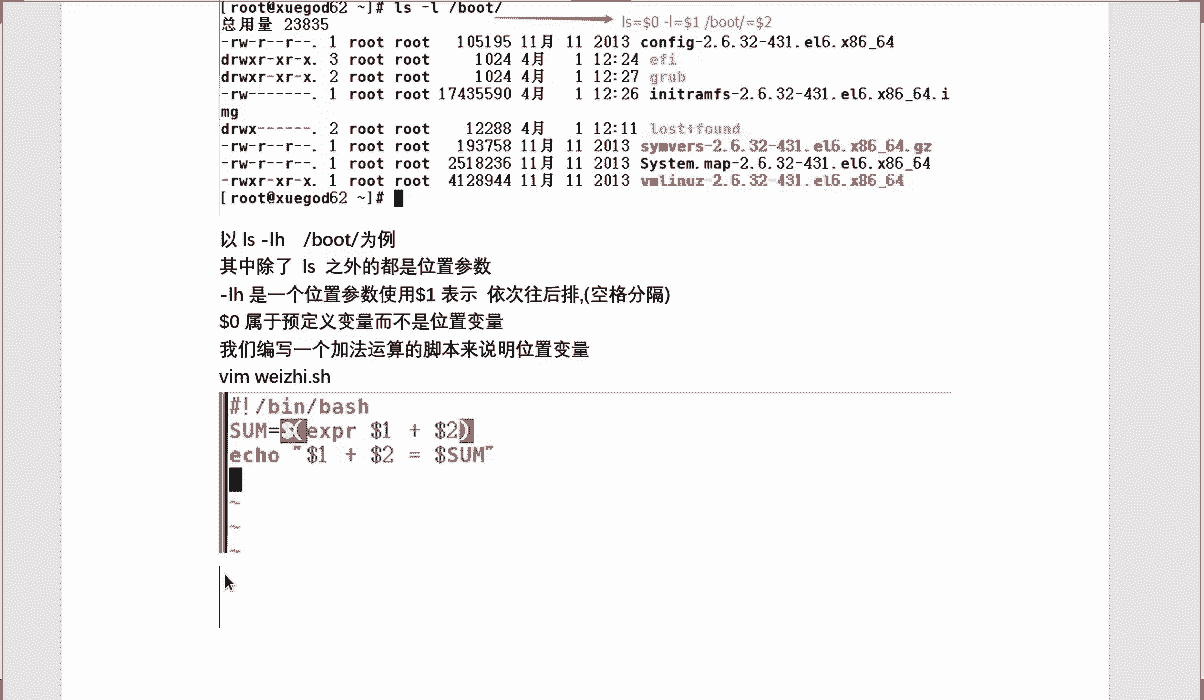 [root@xuegod62 ~]# ls -l /boot/
ls=$0 -l=$1 /boot/=$2
总用量 23835
-rw-r--r--. 1 root root 105195 11月 11 2013 config-2.6.32-431.el6.x86_64
drwxr-xr-x. 3 root root 1024 4月 1 12:24 efi
drwxr-xr-x. 2 root root 1024 4月 1 12:27 grub
-rw-------. 1 root root 17435590 4月 1 12:26 initramfs-2.6.32-431.el6.x86_64.i
mg
drwx------. 2 root root 12288 4月 1 12:11 lost+found
-rw-r--r--. 1 root root 193758 11月 11 2013 symvers-2.6.32-431.el6.x86_64.gz
-rw-r--r--. 1 root root 2518236 11月 11 2013 System.map-2.6.32-431.el6.x86_64
-rwxr-xr-x. 1 root root 4128944 11月 11 2013 vmlinuz-2.6.32-431.el6.x86_64
[root@xuegod62 ~]#
以 ls -lh /boot/为例
其中除了 ls 之外的都是位置参数
-lh 是一个位置参数使用$1 表示 依次往后排,(空格分隔)
$0 属于预定义变量而不是位置变量
我们编写一个加法运算的脚本来说明位置变量
vim weizhi.sh
#!/bin/bash
SUM=$(expr $1 + $2)
echo "$1 + $2 = $SUM"
~
~
~